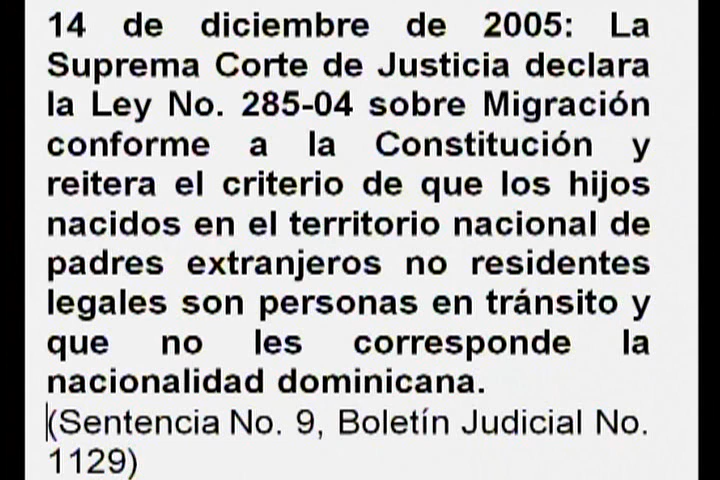 14 de diciembre de 2005: La
Suprema Corte de Justicia declara
la Ley No. 285-04 sobre Migración
conforme a la Constitución y
reitera el criterio de que los hijos
nacidos en el territorio nacional de
padres extranjeros no residentes
legales son personas en tránsito y
que no les corresponde la
nacionalidad dominicana.
(Sentencia No. 9, Boletín Judicial No.
1129)